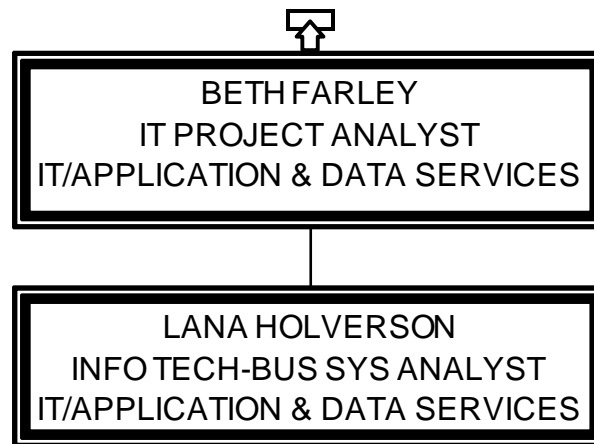 BETH FARLEY
IT PROJECT ANALYST
IT/APPLICATION & DATA SERVICES
LANA HOLVERSON
INFO TECH-BUS SYS ANALYST
IT/APPLICATION & DATA SERVICES